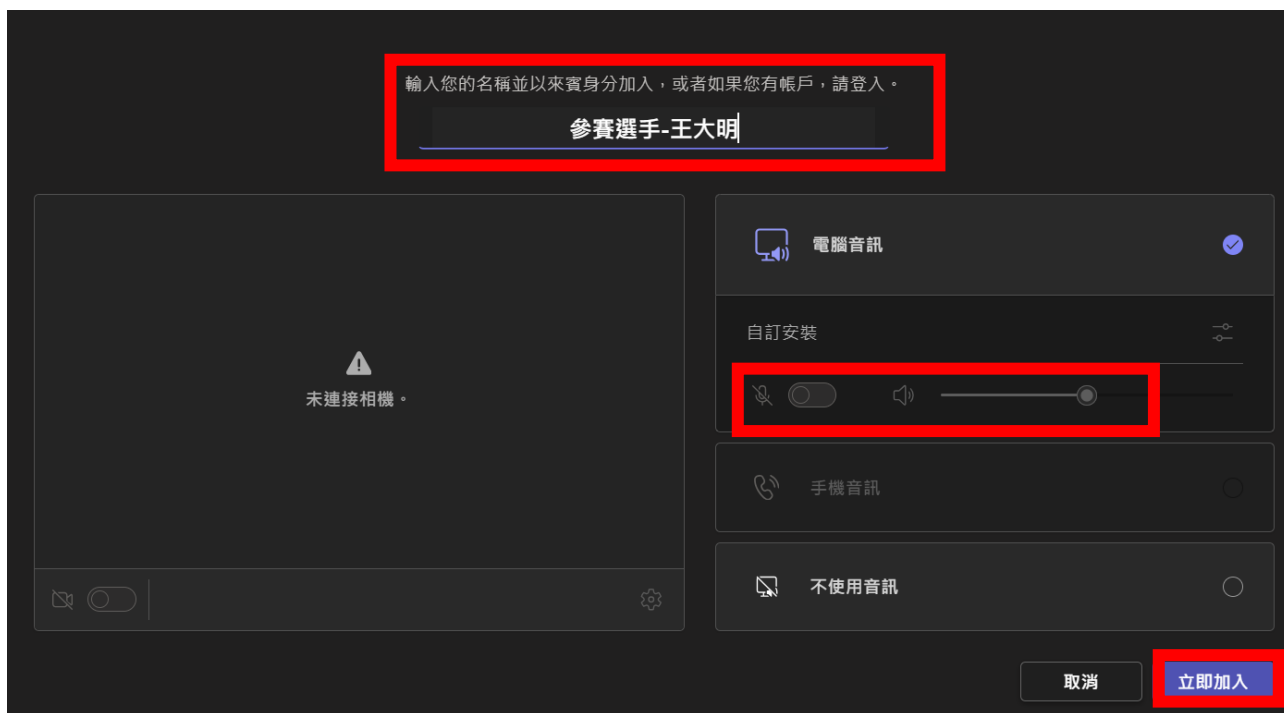 輸入您的名稱並以來賓身分加入，或者如果您有帳戶，請登入。
參賽選手-王大明
電腦音訊
自訂安裝
未連接相機。
手機音訊
不使用音訊
取消
立即加入